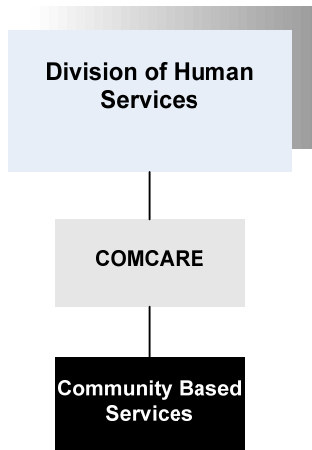 Division of Human
Services
COMCARE
Community Based
Services